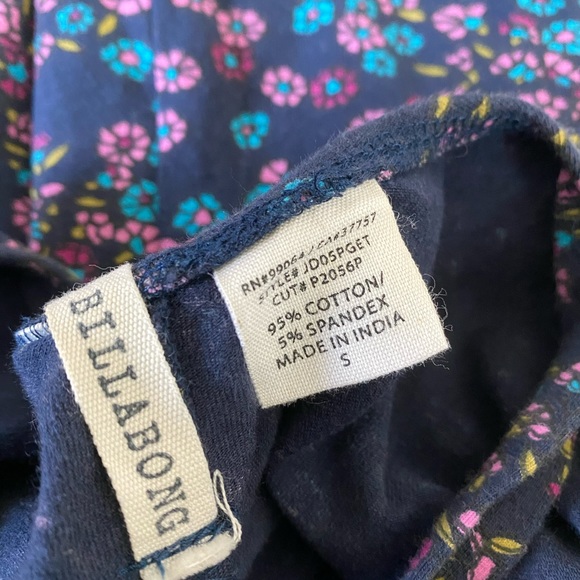 BILLABONG
RN#99064 / CA#37757
STYLE# JD05PGET
CUT# P2056P
95% COTTON/
5% SPANDEX
MADE IN INDIA
S